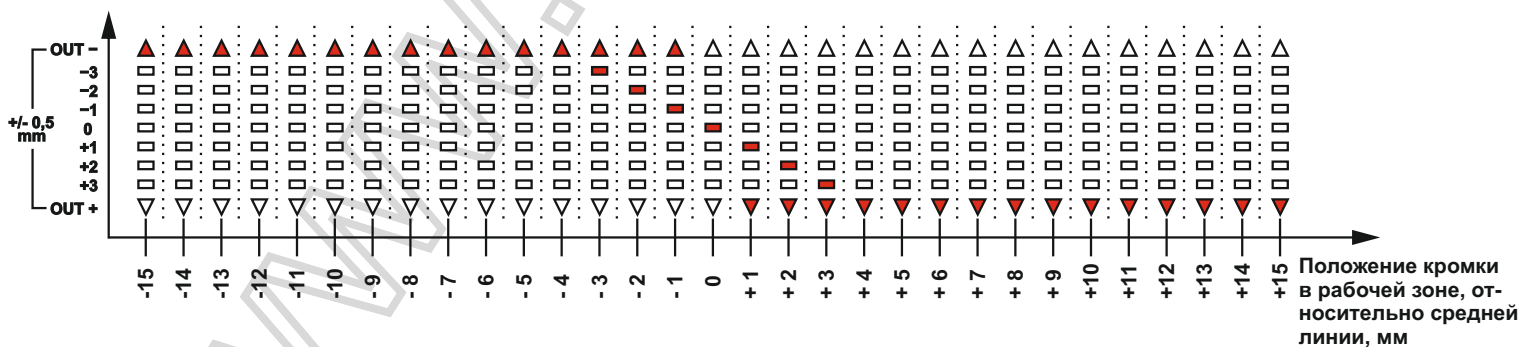 OUT –
–3
–2
–1
0
+1
+2
+3
OUT +
+/- 0,5
mm
-15 -14 -13 -12 -11 -10 - 9 - 8 - 7 - 6 - 5 - 4 - 3 - 2 - 1 0 + 1 + 2 + 3 + 4 + 5 + 6 + 7 + 8 + 9 +10 +11 +12 +13 +14 +15
Положение кромки
в рабочей зоне, от-
носительно средней
линии, мм
www.